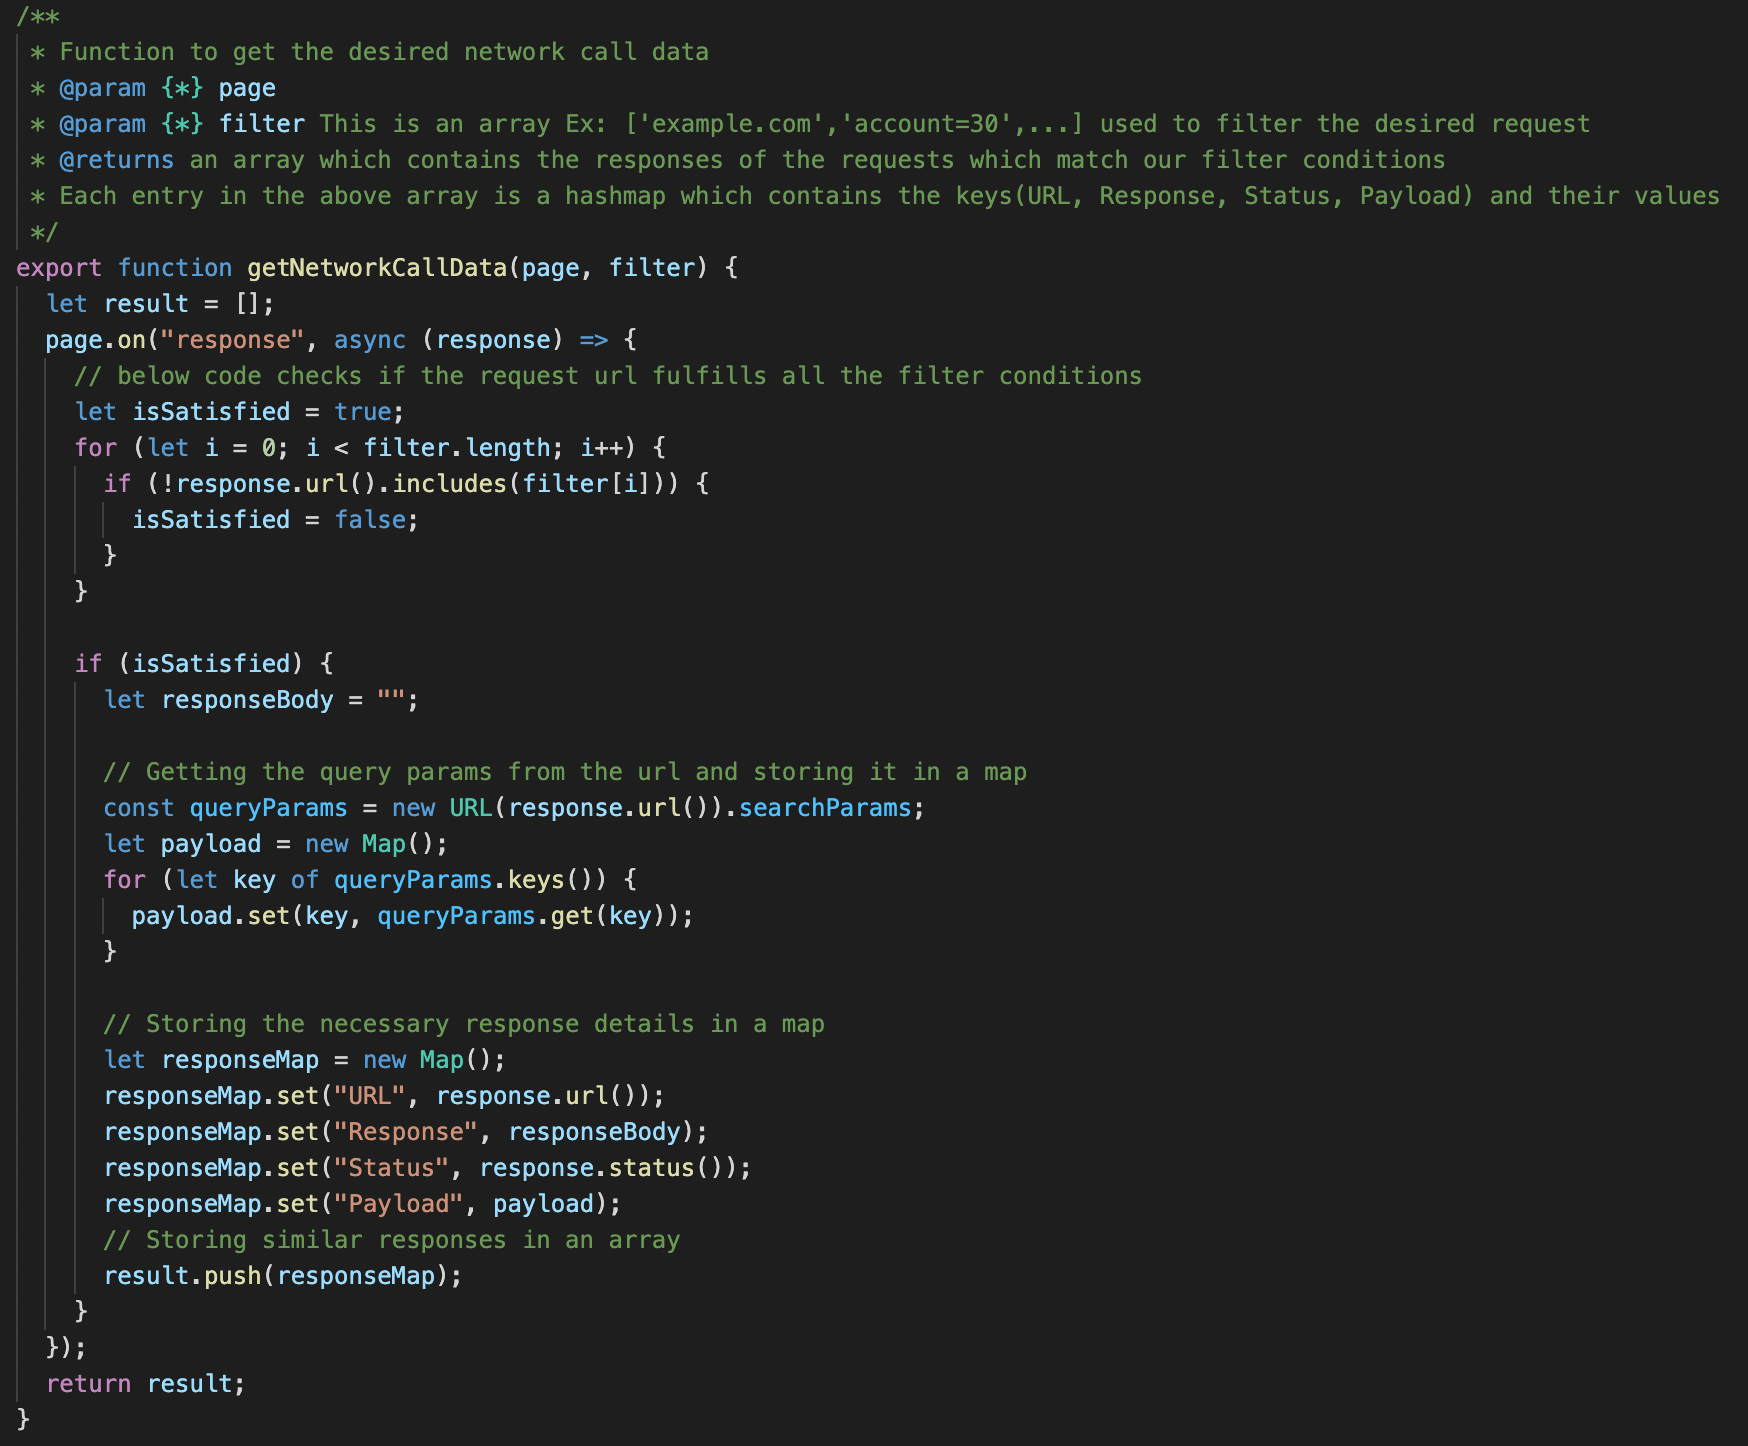 /**
 * Function to get the desired network call data
 * @param {*} page
 * @param {*} filter This is an array Ex: ['example.com','account=30',...] used to filter the desired request
 * @returns an array which contains the responses of the requests which match our filter conditions
 * Each entry in the above array is a hashmap which contains the keys(URL, Response, Status, Payload) and their values
 */
export function getNetworkCallData(page, filter) {
  let result = [];
  page.on("response", async (response) => {
    // below code checks if the request url fulfills all the filter conditions
    let isSatisfied = true;
    for (let i = 0; i < filter.length; i++) {
      if (!response.url().includes(filter[i])) {
        isSatisfied = false;
      }
    }

    if (isSatisfied) {
      let responseBody = "";

      // Getting the query params from the url and storing it in a map
      const queryParams = new URL(response.url()).searchParams;
      let payload = new Map();
      for (let key of queryParams.keys()) {
        payload.set(key, queryParams.get(key));
      }

      // Storing the necessary response details in a map
      let responseMap = new Map();
      responseMap.set("URL", response.url());
      responseMap.set("Response", responseBody);
      responseMap.set("Status", response.status());
      responseMap.set("Payload", payload);
      // Storing similar responses in an array
      result.push(responseMap);
    }
  });
  return result;
}